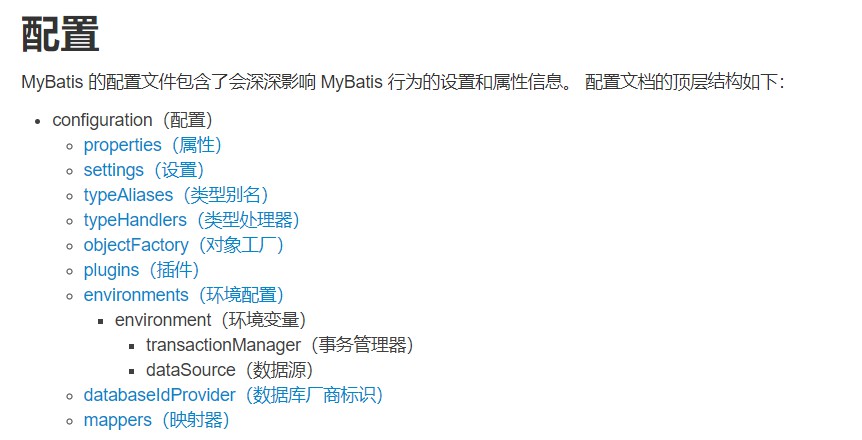 配置
MyBatis 的配置文件包含了会深深影响 MyBatis 行为的设置和属性信息。 配置文档的顶层结构如下：
configuration（配置）
properties（属性）
settings（设置）
typeAliases（类型别名）
typeHandlers（类型处理器）
objectFactory（对象工厂）
plugins（插件）
environments（环境配置）
environment（环境变量）
transactionManager（事务管理器）
dataSource（数据源）
databaseIdProvider（数据库厂商标识）
mappers（映射器）